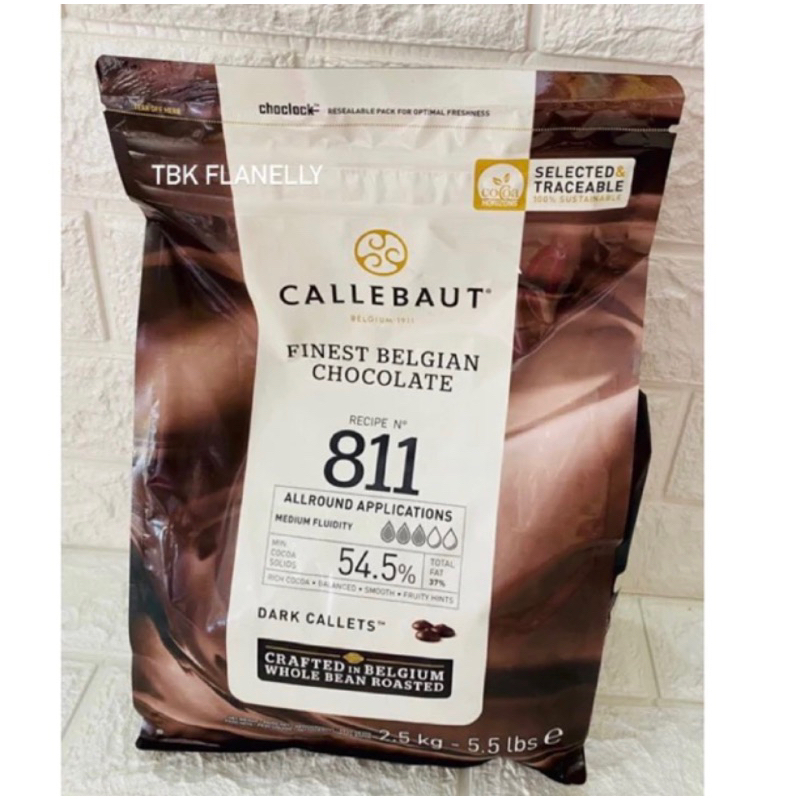 TEAR OFF HERE
choclock™ RESEALABLE PACK FOR OPTIMAL FRESHNESS
TBK FLANELLY
cocoa
HORIZONS
SELECTED&
TRACEABLE
100% SUSTAINABLE
CALLEBAUT®
BELGIUM 1911
FINEST BELGIAN
CHOCOLATE
RECIPE N°
811
ALLROUND APPLICATIONS
MEDIUM FLUIDITY
MIN.
COCOA
SOLIDS
54.5%
TOTAL
FAT
37%
RICH COCOA • BALANCED • SMOOTH • FRUITY HINTS
DARK CALLETS™
CRAFTED IN BELGIUM
WHOLE BEAN ROASTED
2.5 kg - 5.5 lbs e